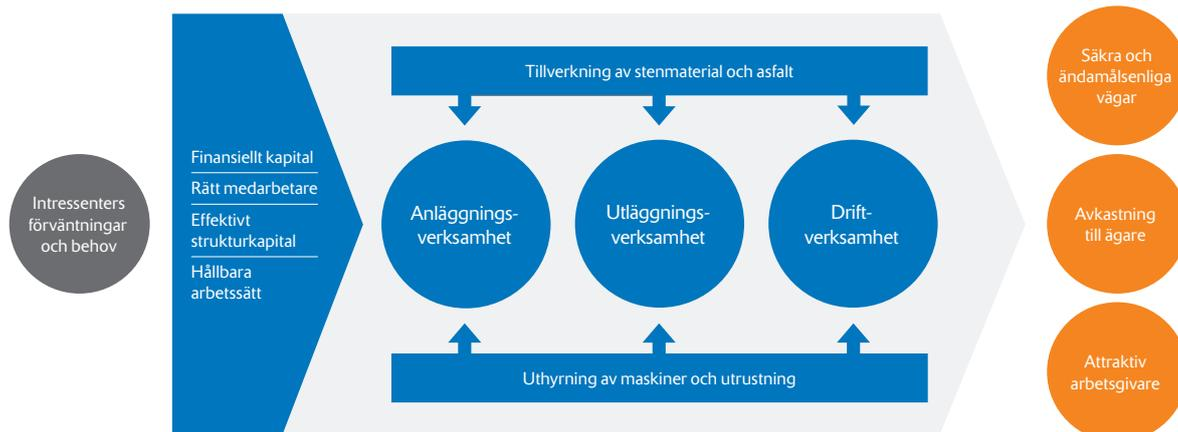 Intressenters
förväntningar
och behov
Finansiellt kapital
Rätt medarbetare
Effektivt
strukturkapital
Hållbara
arbetssätt
Tillverkning av stenmaterial och asfalt
Anläggnings-
verksamhet
Utläggnings-
verksamhet
Drift-
verksamhet
Uthyrning av maskiner och utrustning
Säkra och
ändamålsenliga
vägar
Avkastning
till ägare
Attraktiv
arbetsgivare